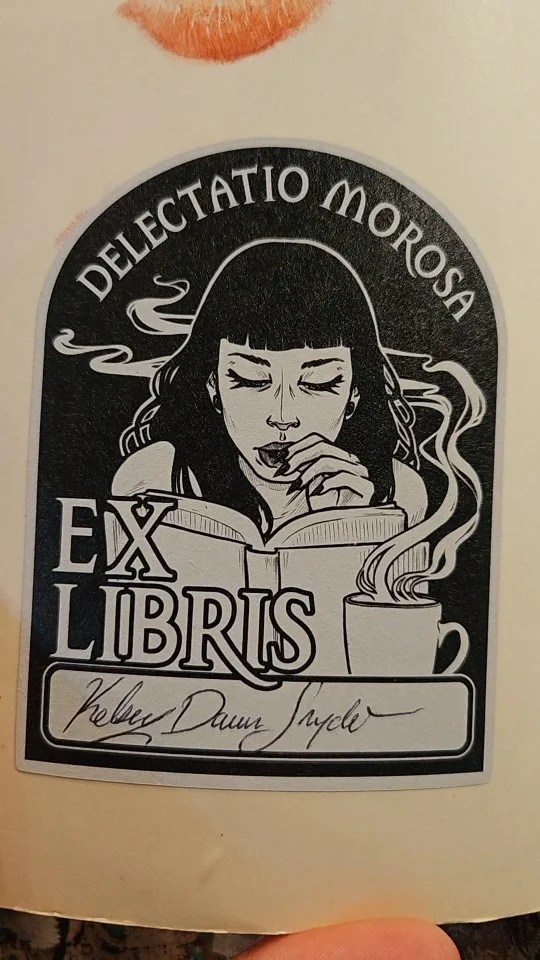 DELECTATIO MOROSA
EX
LIBRIS
Kelsey Dawn Snyder